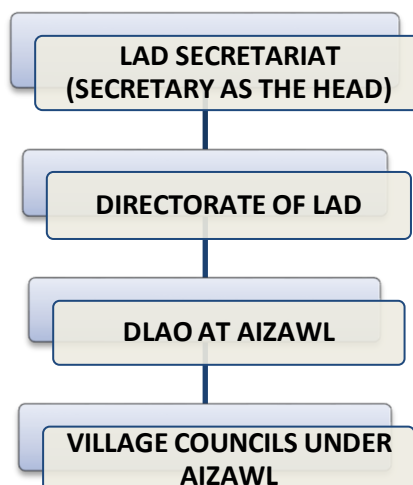 LAD SECRETARIAT
(SECRETARY AS THE HEAD)
DIRECTORATE OF LAD
DLAO AT AIZAWL
VILLAGE COUNCILS UNDER
AIZAWL